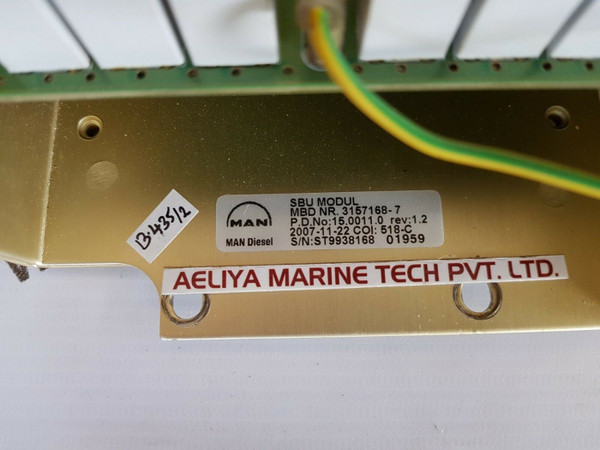 SBU MODUL
MBD NR. 3157168-7
P.D.No:15.0011.0 rev:1.2
2007-11-22 COI: 518-C
S/N:ST9938168 01959
MAN
MAN Diesel
13.435/2
AELIYA MARINE TECH PVT. LTD.